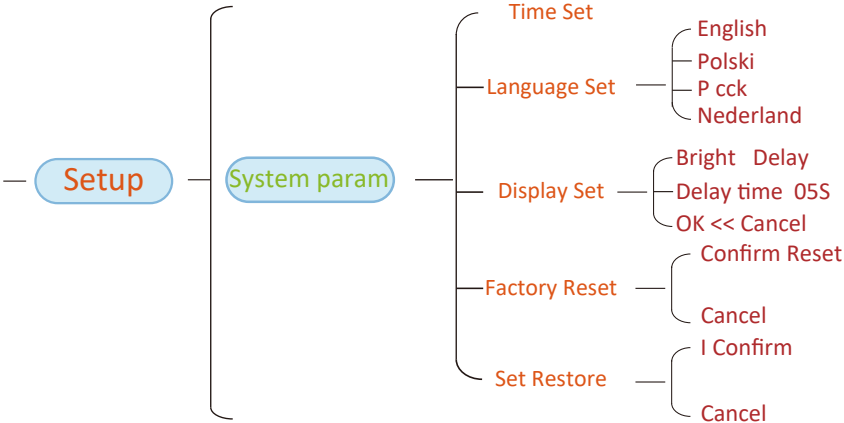 Setup
System param
Time Set
Language Set
English
Polski
P cck
Nederland
Display Set
Bright Delay
Delay time 05S
OK << Cancel
Factory Reset
Confirm Reset
Cancel
Set Restore
I Confirm
Cancel